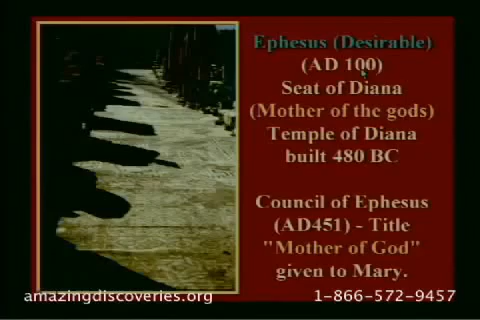 Ephesus (Desirable)
(AD 100)
Seat of Diana
(Mother of the gods)
Temple of Diana
built 480 BC
Council of Ephesus
(AD451) - Title
"Mother of God"
given to Mary.
amazingdiscoveries.org
1-866-572-9457